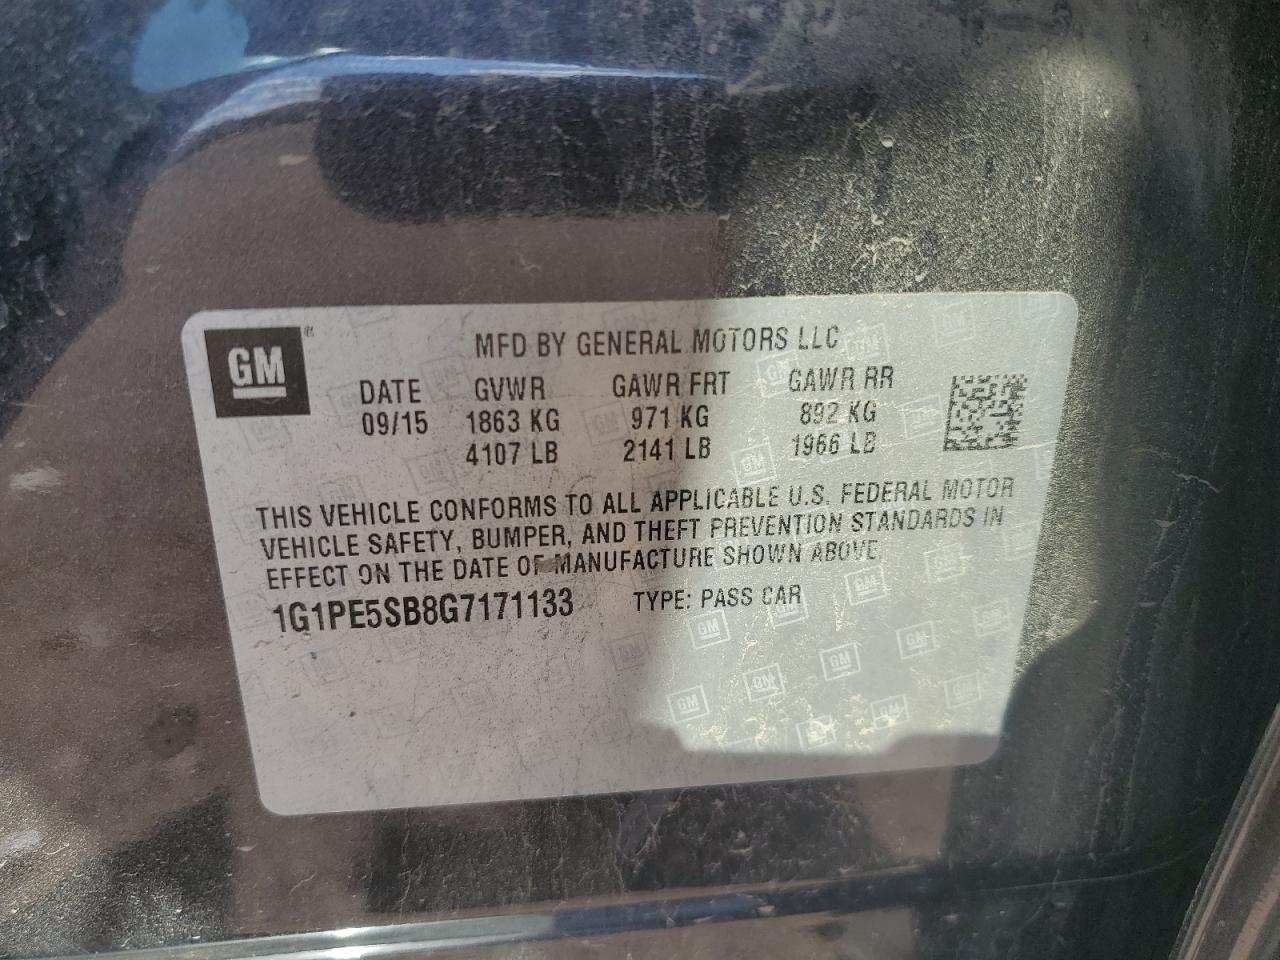 GM
MFD BY GENERAL MOTORS LLC
DATE GVWR GAWR FRT GAWR RR
09/15 1863 KG 971 KG 892 KG
4107 LB 2141 LB 1966 LB
THIS VEHICLE CONFORMS TO ALL APPLICABLE U.S. FEDERAL MOTOR
VEHICLE SAFETY, BUMPER, AND THEFT PREVENTION STANDARDS IN
EFFECT ON THE DATE OF MANUFACTURE SHOWN ABOVE.
1G1PE5SB8G7171133 TYPE: PASS CAR